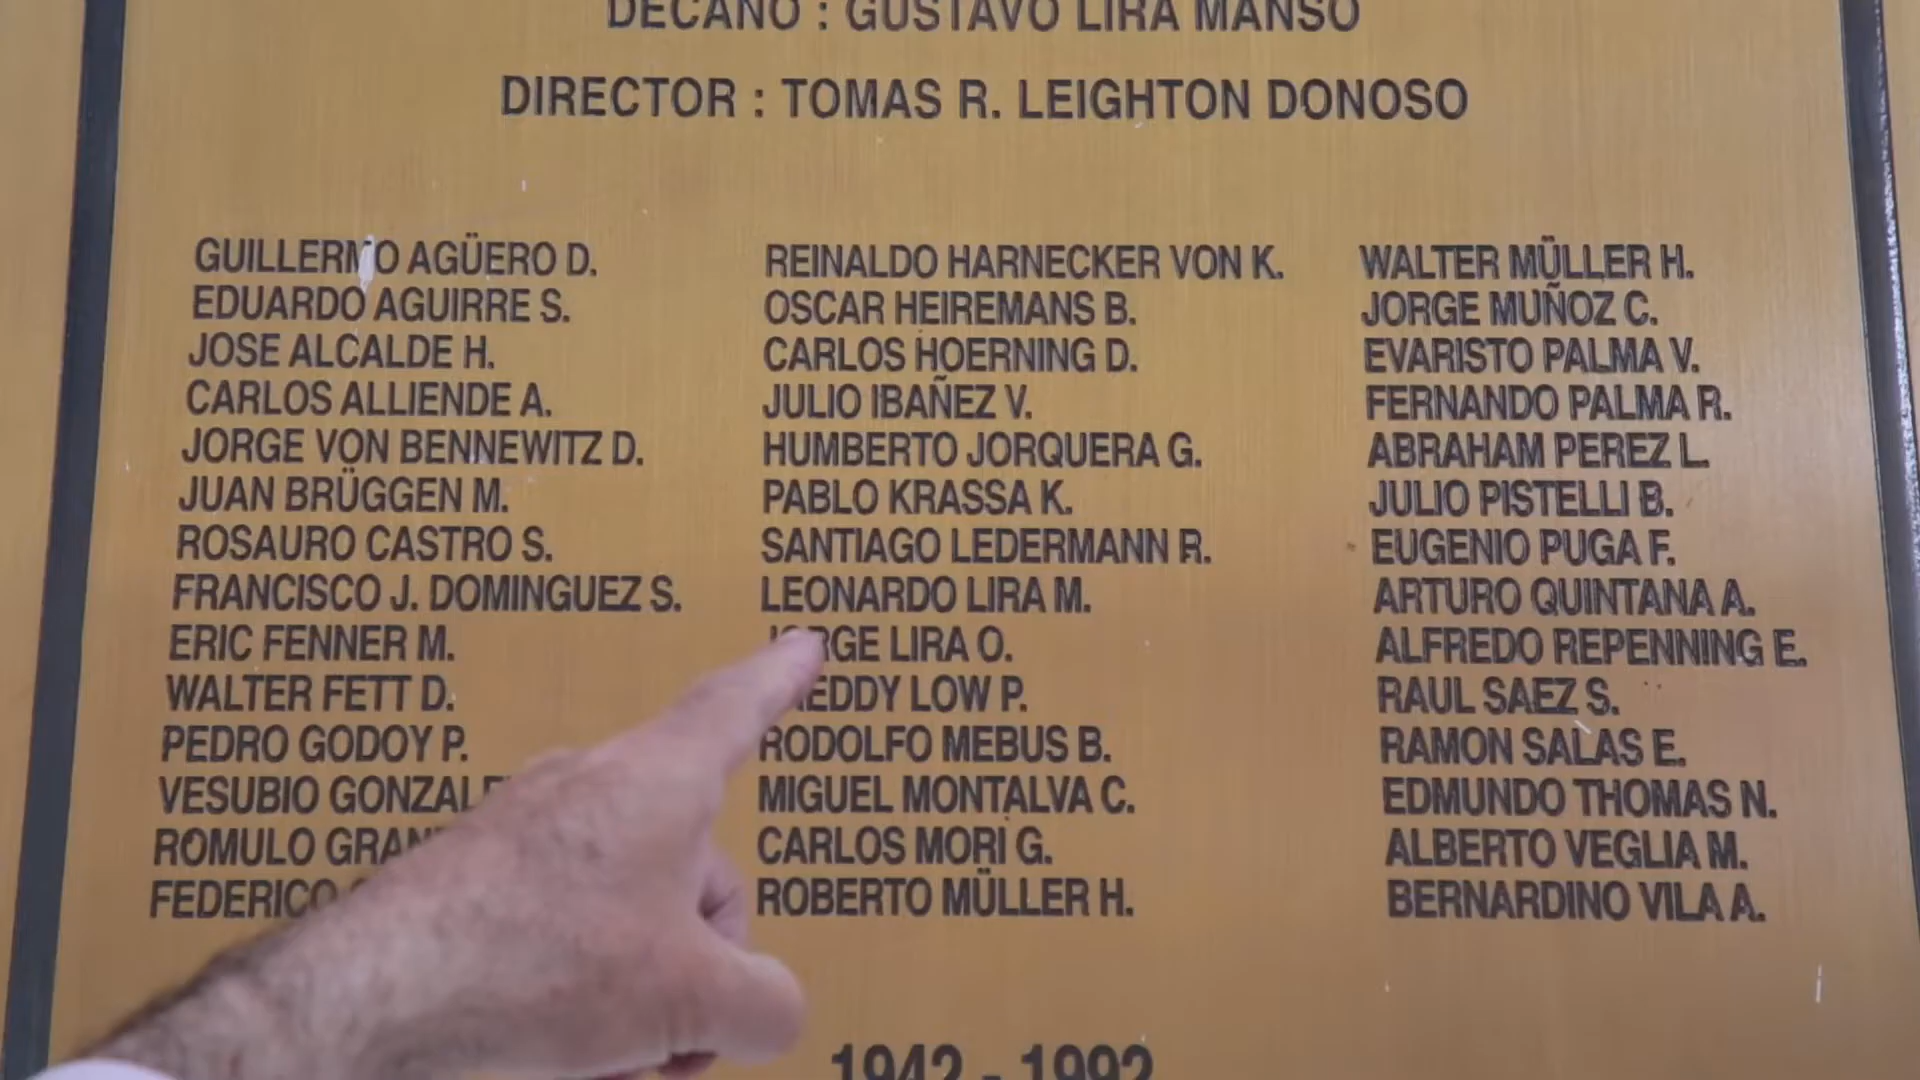 DECANO : GUSTAVO LIRA MANSO
DIRECTOR : TOMAS R. LEIGHTON DONOSO
GUILLERMO AGÜERO D.
EDUARDO AGUIRRE S.
JOSE ALCALDE H.
CARLOS ALLIENDE A.
JORGE VON BENNEWITZ D.
JUAN BRÜGGEN M.
ROSAURO CASTRO S.
FRANCISCO J. DOMINGUEZ S.
ERIC FENNER M.
WALTER FETT D.
PEDRO GODOY P.
VESUBIO
ROMULO
FEDERICO
REINALDO HARNECKER VON K.
OSCAR HEIREMANS B.
CARLOS HOERNING D.
JULIO IBAÑEZ V.
HUMBERTO JORQUERA G.
PABLO KRASSA K.
SANTIAGO LEDERMANN R.
LEONARDO LIRA M.
JORGE LIRA O.
LOW P.
RODOLFO MEBUS B.
MIGUEL MONTALVA C.
CARLOS MORI G.
ROBERTO MÜLLER H.
WALTER MÜLLER H.
JORGE MUÑOZ C.
EVARISTO PALMA V.
FERNANDO PALMA R.
ABRAHAM PEREZ L.
JULIO PISTELLI B.
EUGENIO PUGA F.
ARTURO QUINTANA A.
ALFREDO REPENNING E.
RAUL SAEZ S.
RAMON SALAS E.
EDMUNDO THOMAS N.
ALBERTO VEGLIA M.
BERNARDINO VILA A.
1942 - 1992